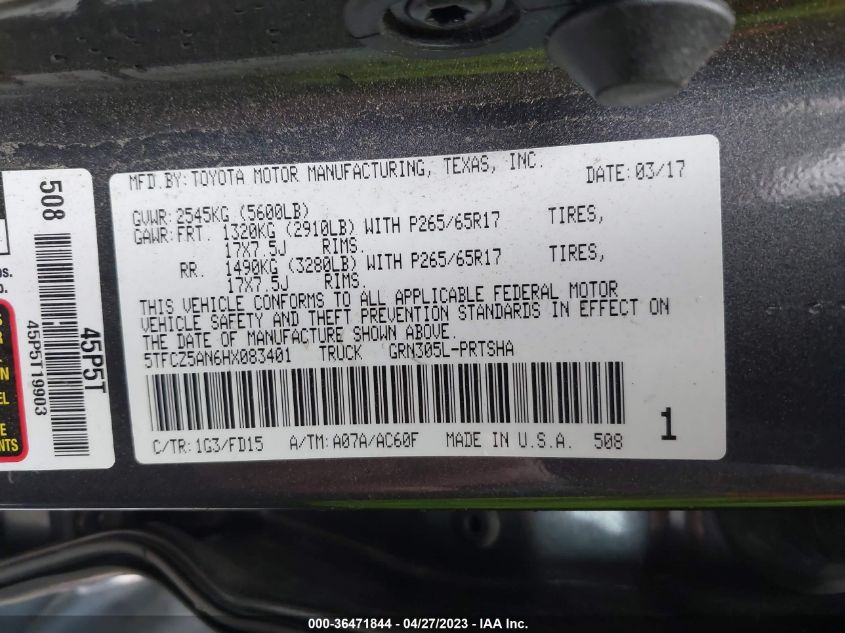 MFD.BY:TOYOTA MOTOR MANUFACTURING, TEXAS, INC. DATE:03/17
GVWR:2545KG (5600LB)
GAWR:FRT. 1320KG (2910LB) WITH P265/65R17 TIRES,
17X7.5J RIMS.
RR. 1490KG (3280LB) WITH P265/65R17 TIRES,
17X7.5J RIMS.
THIS VEHICLE CONFORMS TO ALL APPLICABLE FEDERAL MOTOR
VEHICLE SAFETY AND THEFT PREVENTION STANDARDS IN EFFECT ON
THE DATE OF MANUFACTURE SHOWN ABOVE.
5TFCZ5AN6HX083401 TRUCK GRN305L-PRTSHA
C/TR:1G3/FD15 A/TM:A07A/AC60F MADE IN U.S.A. 508 1
508
45P5T19903
45P5T
000-36471844 - 04/27/2023 - IAA Inc.